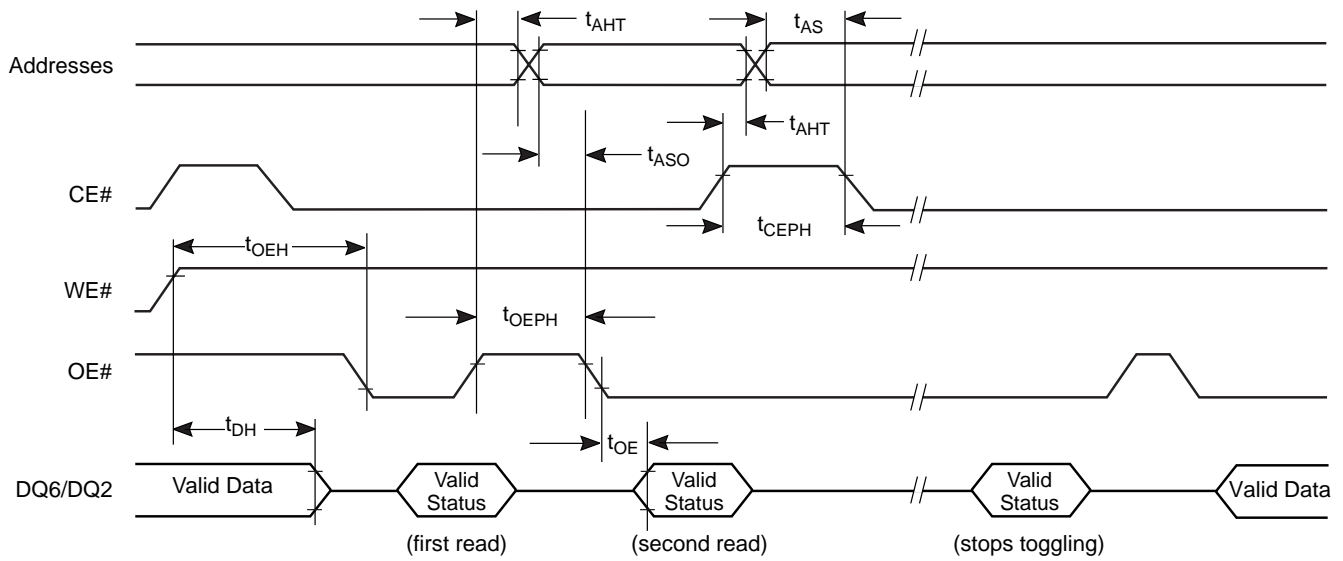 tAHT
tAS
Addresses
tAHT
tASO
CE#
tCEPH
tOEH
WE#
tOEPH
OE#
tDH
tOE
DQ6/DQ2
Valid Data
Valid
Status
Valid
Status
Valid
Status
Valid Data
(first read)
(second read)
(stops toggling)